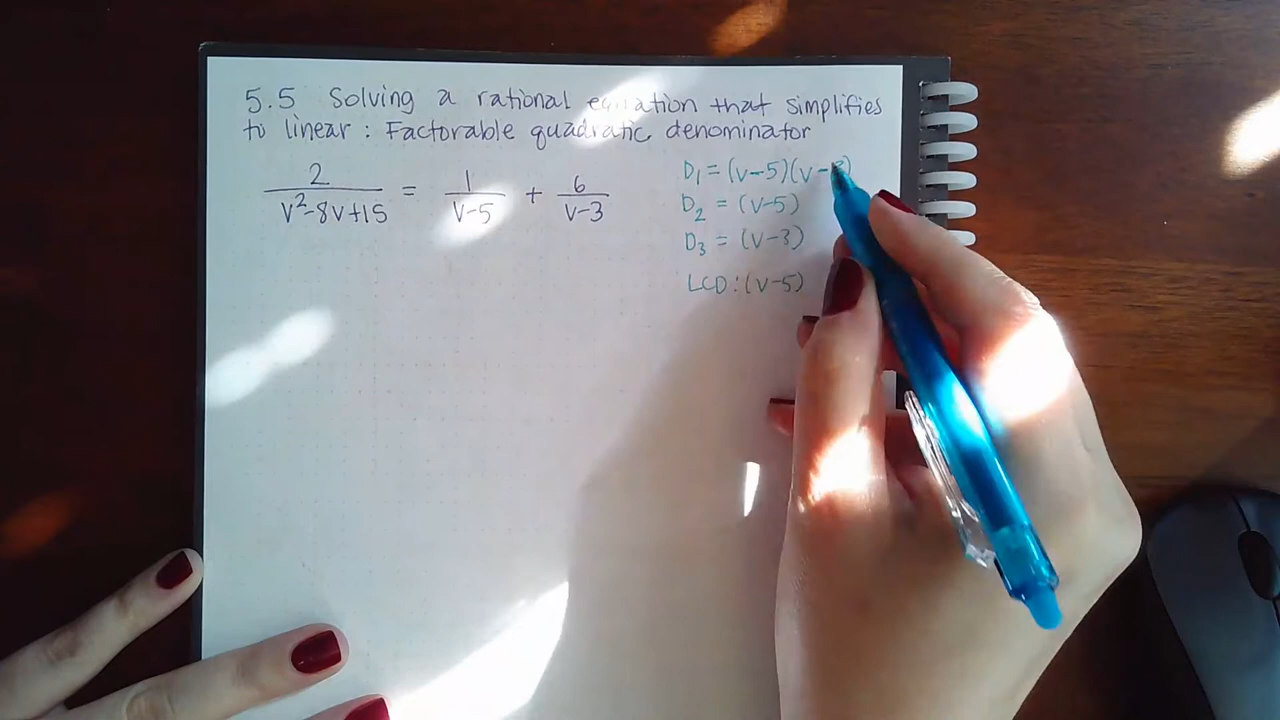 5.5 Solving a rational equation that simplifies
to linear : Factorable quadratic denominator
2/(v²-8v+15) = 1/(v-5) + 6/(v-3)
D₁ = (v-5)(v-3)
D₂ = (v-5)
D₃ = (v-3)
LCD: (v-5)